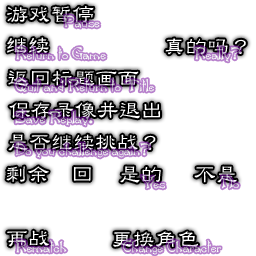 游戏暂停
Pause
继续 真的吗？
Return to Game Really?
返回标题画面
Quit and Return to Title
保存录像并退出
Save Replay.
是否继续挑战？
Do you challenge again?
剩余 回 是的 不是
Yes No
再战 更换角色
Rematch Change Character